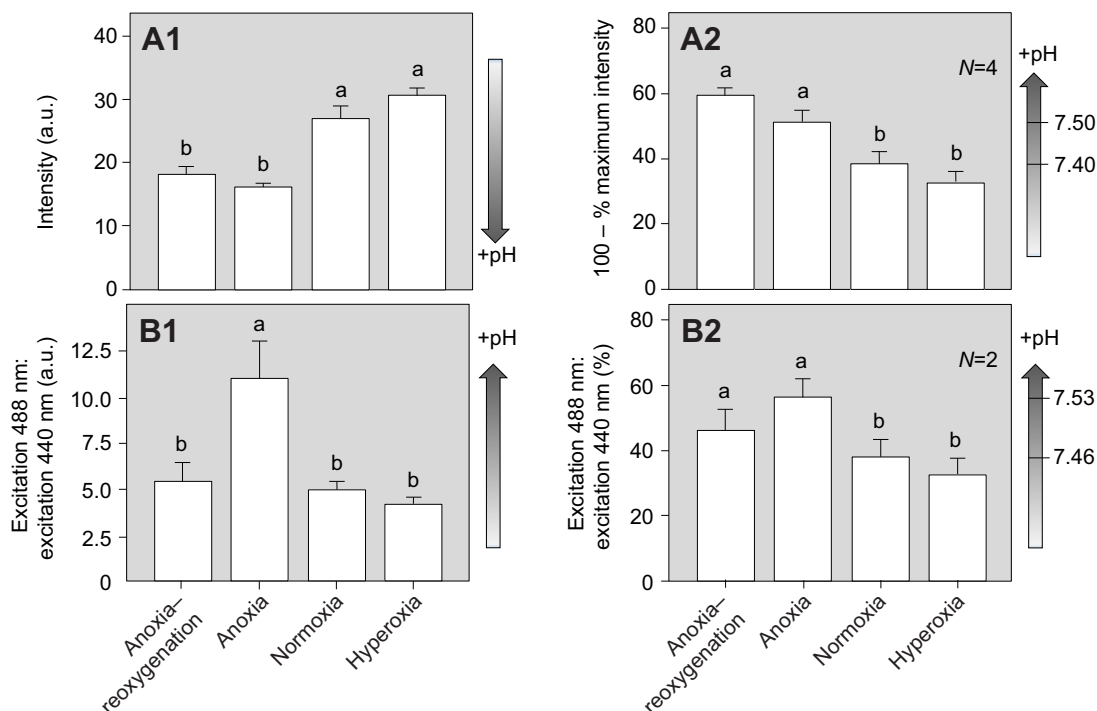 A1
40
30
20
10
0
Intensity (a.u.)
b
b
a
a
+pH
A2
80
60
40
20
0
100 – % maximum intensity
a
a
b
b
N=4
+pH
7.50
7.40
B1
12.5
10.0
7.5
5.0
2.5
0
Excitation 488 nm:
excitation 440 nm (a.u.)
b
a
b
b
+pH
Anoxia–
reoxygenation
Anoxia
Normoxia
Hyperoxia
B2
80
60
40
20
0
Excitation 488 nm:
excitation 440 nm (%)
a
a
b
b
N=2
+pH
7.53
7.46
Anoxia–
reoxygenation
Anoxia
Normoxia
Hyperoxia